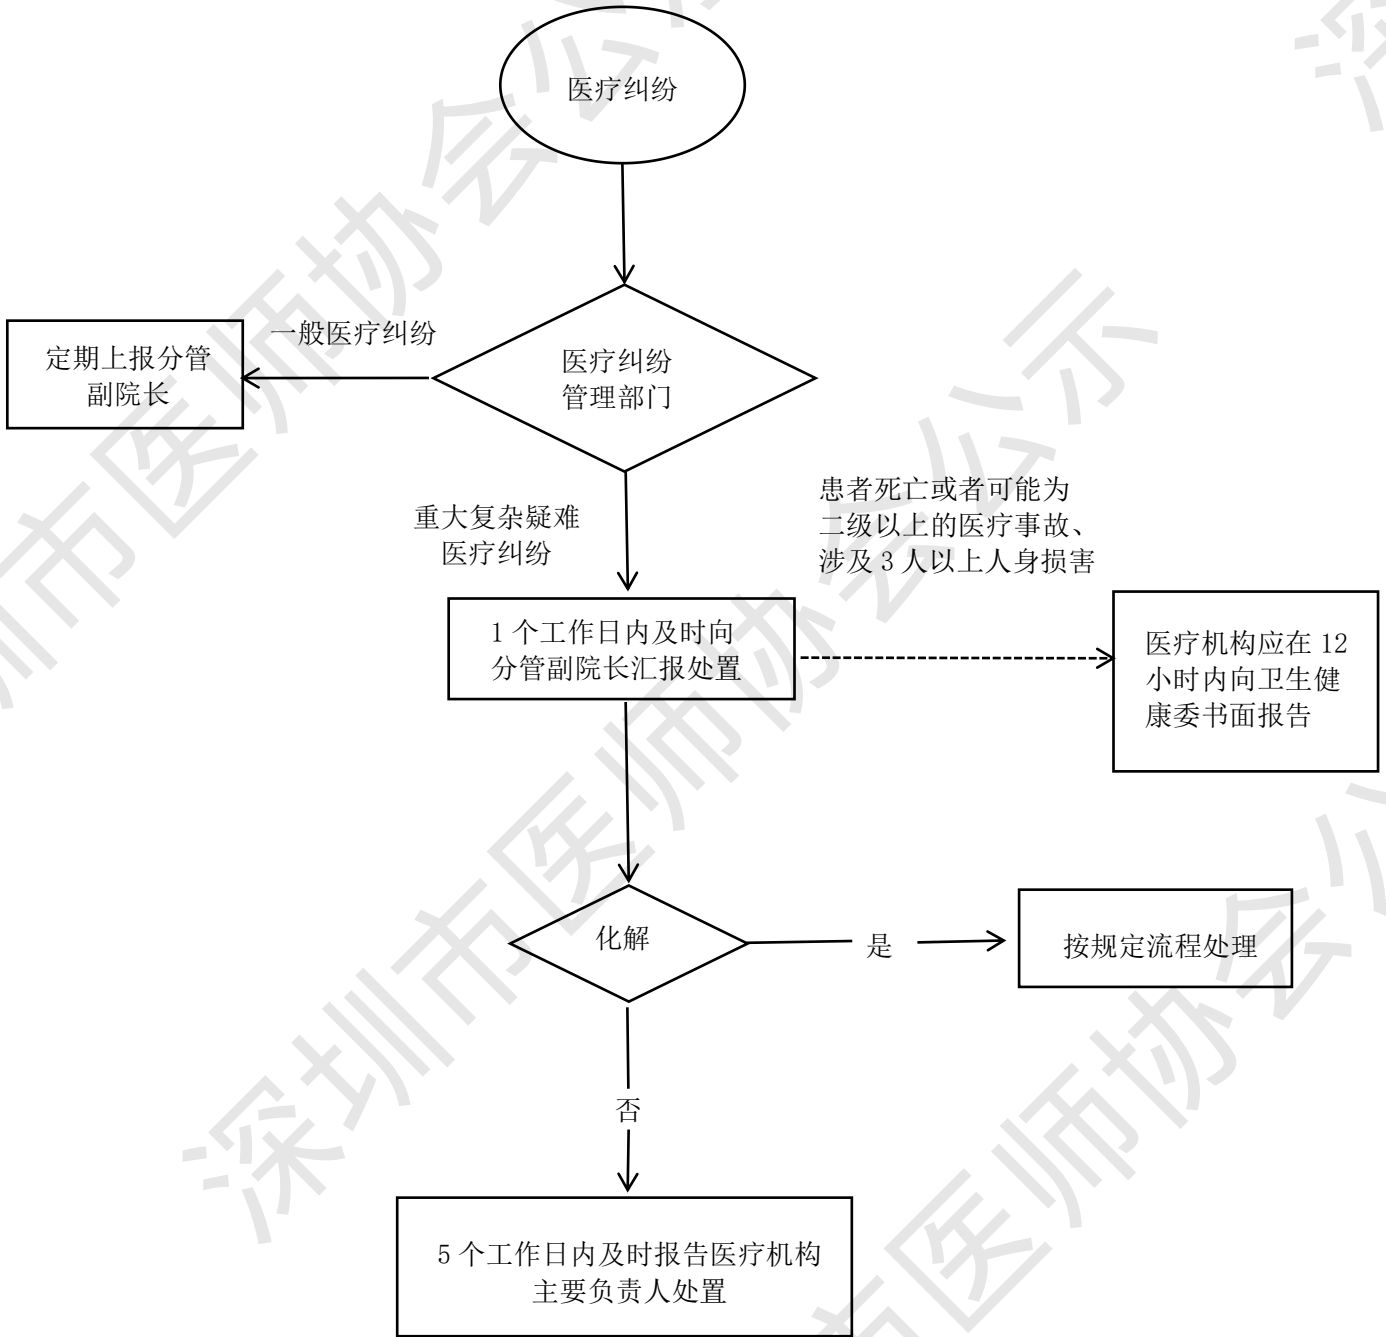 医疗纠纷
一般医疗纠纷
定期上报分管
副院长
医疗纠纷
管理部门
重大复杂疑难
医疗纠纷
患者死亡或者可能为
二级以上的医疗事故、
涉及 3 人以上人身损害
1 个工作日内及时向
分管副院长汇报处置
医疗机构应在 12
小时内向卫生健
康委书面报告
化解
是
按规定流程处理
否
5 个工作日内及时报告医疗机构
主要负责人处置
深圳市医师协会公示
深圳市医师协会公示
市医师协会公
深